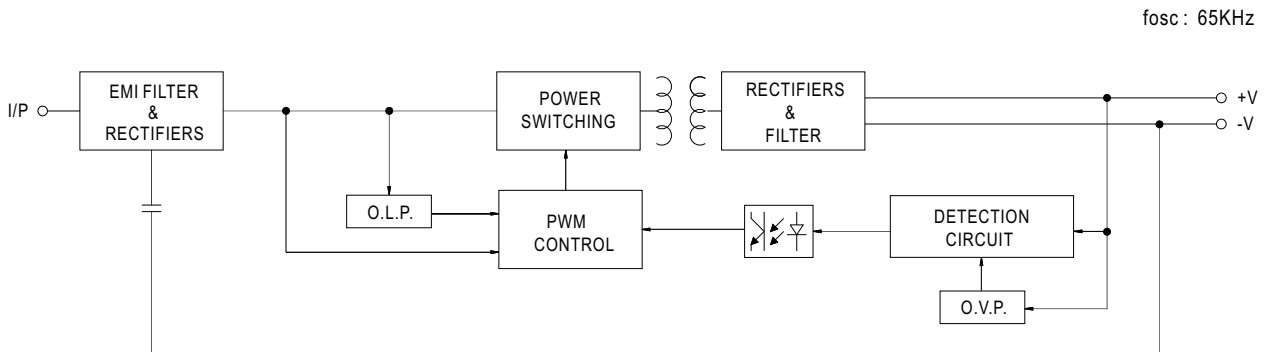 fosc : 65KHz
I/P
EMI FILTER
&
RECTIFIERS
POWER
SWITCHING
RECTIFIERS
&
FILTER
+V
-V
O.L.P.
PWM
CONTROL
DETECTION
CIRCUIT
O.V.P.